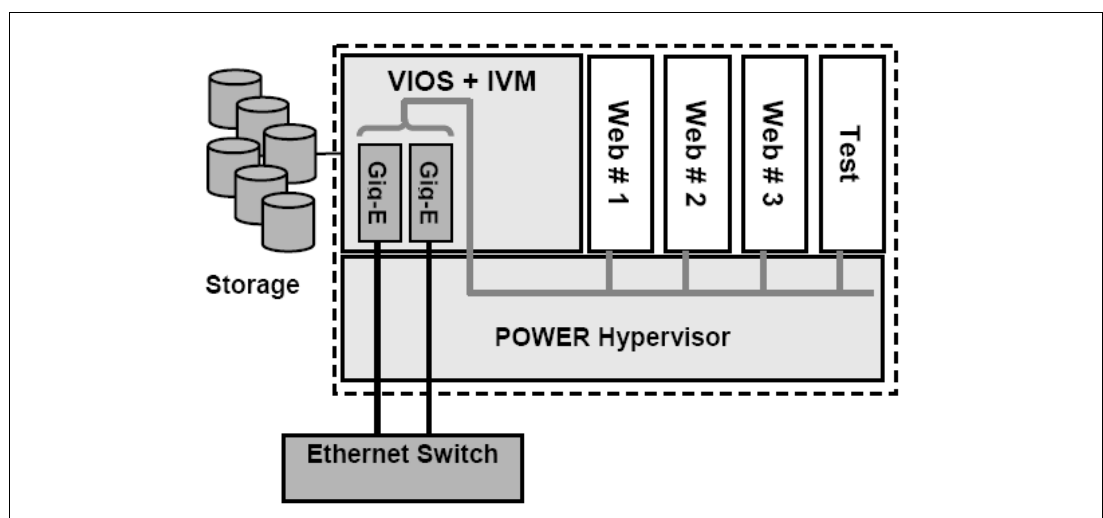 VIOS + IVM
Gig-E
Gig-E
Web # 1
Web # 2
Web # 3
Test
Storage
POWER Hypervisor
Ethernet Switch